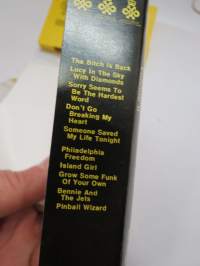 The Bitch Is Back
Lucy In The Sky
With Diamonds
Sorry Seems To
Be The Hardest
Word
Don't Go
Breaking My
Heart
Someone Saved
My Life Tonight
Philadelphia
Freedom
Island Girl
Grow Some Funk
Of Your Own
Bennie And
The Jets
Pinball Wizard